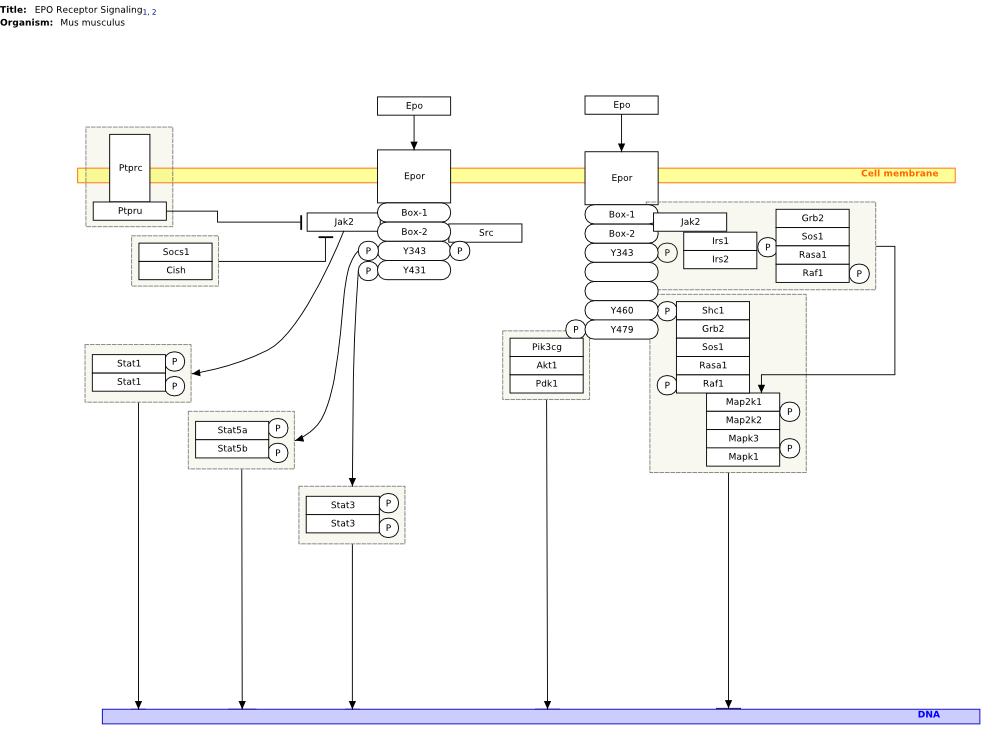 Title: EPO Receptor Signaling1, 2
Organism: Mus musculus
Epo
Epo
Cell membrane
Ptprc
Ptpru
Epor
Epor
Box-1
Box-2
Y343
Y431
Jak2
Src
P
P
P
Socs1
Cish
Box-1
Box-2
Y343
Y460
Y479
Jak2
P
Irs1
Irs2
P
Grb2
Sos1
Rasa1
Raf1
P
P
Shc1
Grb2
Sos1
Rasa1
Raf1
P
Map2k1
Map2k2
Mapk3
Mapk1
P
P
P
Pik3cg
Akt1
Pdk1
Stat1
Stat1
P
P
Stat5a
Stat5b
P
P
Stat3
Stat3
P
P
DNA